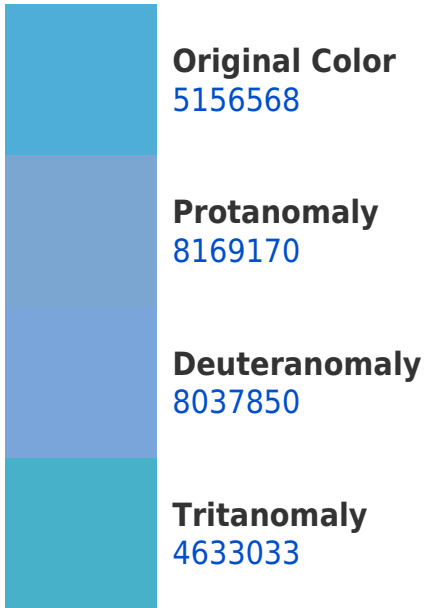 Original Color
5156568
Protanomaly
8169170
Deuteranomaly
8037850
Tritanomaly
4633033